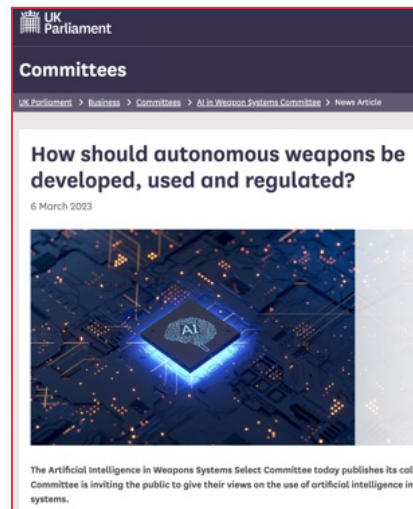 UK
Parliament
Committees
UK Parliament > Business > Committees > AI in Weapon Systems Committee > News Article
How should autonomous weapons be
developed, used and regulated?
6 March 2023
AI
The Artificial Intelligence in Weapons Systems Select Committee today publishes its cal
Committee is inviting the public to give their views on the use of artificial intelligence in
systems.